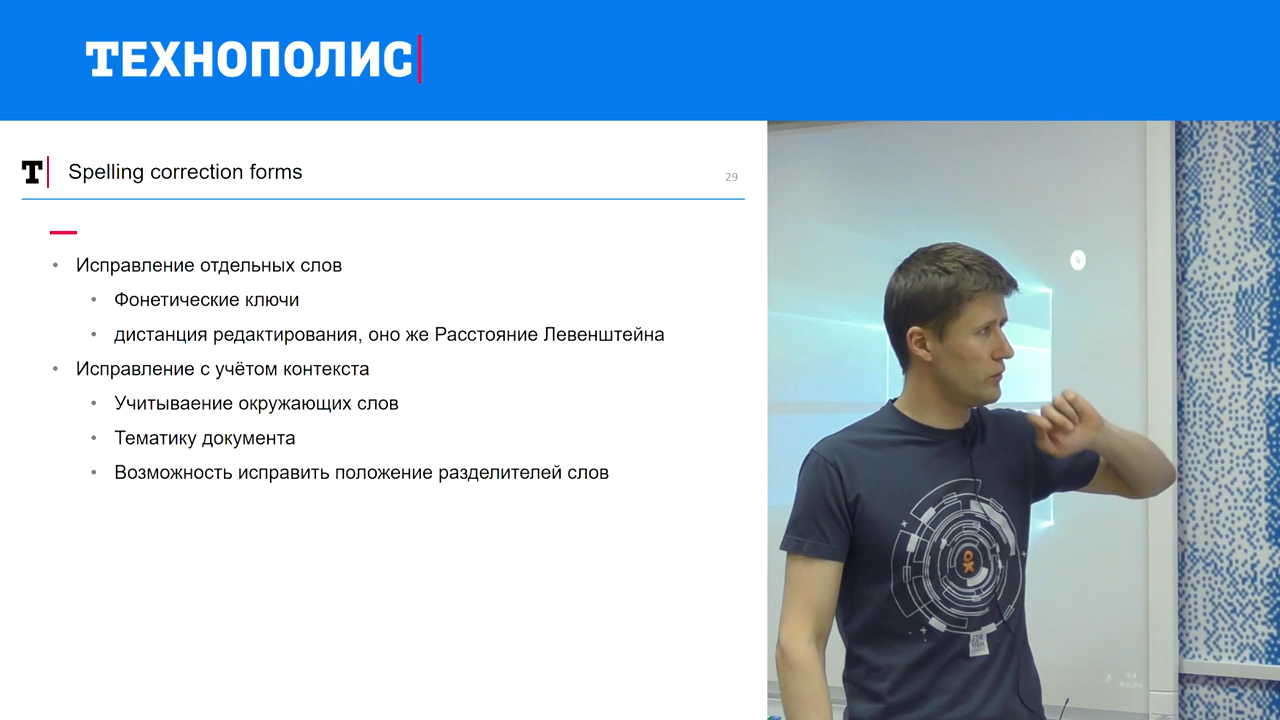 ТЕХНОПОЛИС
T
Spelling correction forms
29
Исправление отдельных слов
Фонетические ключи
дистанция редактирования, оно же Расстояние Левенштейна
Исправление с учётом контекста
Учитываение окружающих слов
Тематику документа
Возможность исправить положение разделителей слов